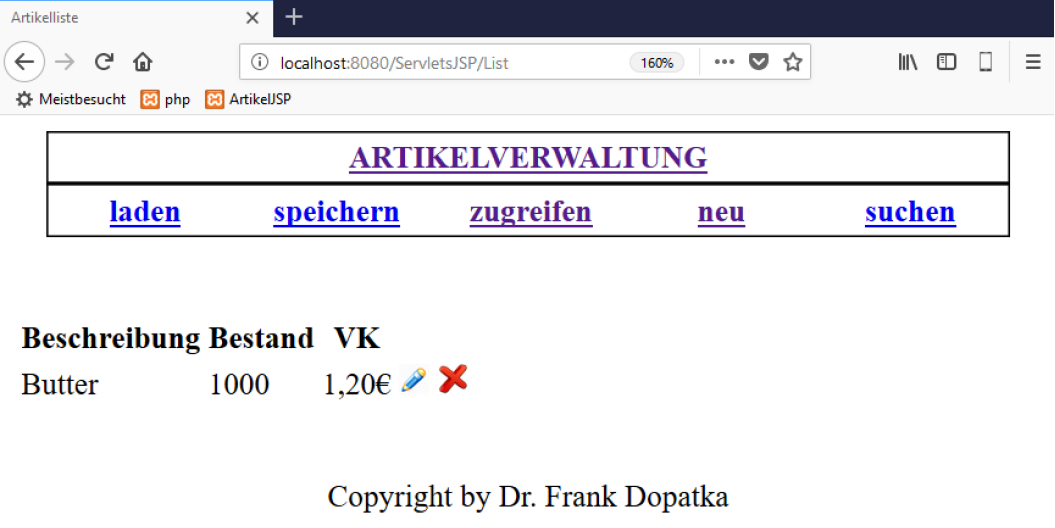 Artikelliste
localhost:8080/ServletsJSP/List 160%
Meistbesucht php ArtikelJSP
ARTIKELVERWALTUNG
laden speichern zugreifen neu suchen
Beschreibung Bestand VK
Butter 1000 1,20€
Copyright by Dr. Frank Dopatka